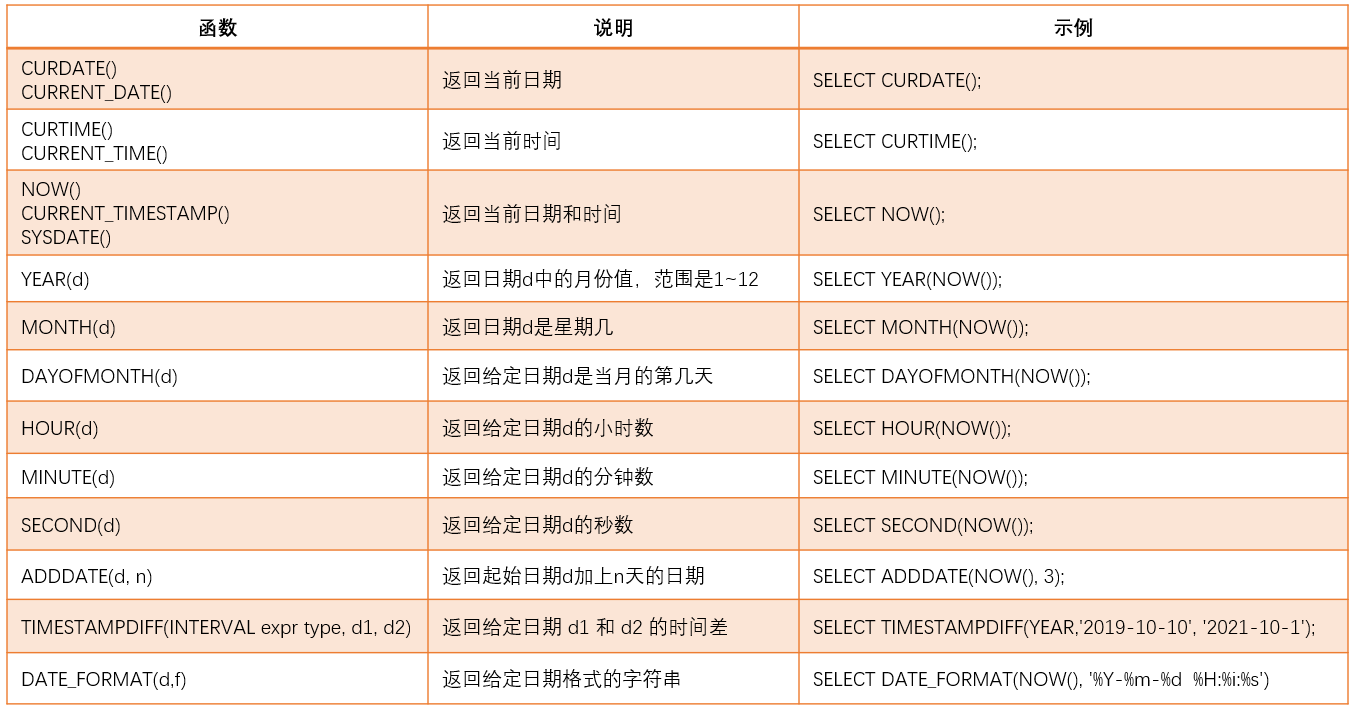 函数 说明 示例
CURDATE()
CURRENT_DATE()
返回当前日期
SELECT CURDATE();
CURTIME()
CURRENT_TIME()
返回当前时间
SELECT CURTIME();
NOW()
CURRENT_TIMESTAMP()
SYSDATE()
返回当前日期和时间
SELECT NOW();
YEAR(d) 返回日期d中的月份值，范围是1~12 SELECT YEAR(NOW());
MONTH(d) 返回日期d是星期几 SELECT MONTH(NOW());
DAYOFMONTH(d) 返回给定日期d是当月的第几天 SELECT DAYOFMONTH(NOW());
HOUR(d) 返回给定日期d的小时数 SELECT HOUR(NOW());
MINUTE(d) 返回给定日期d的分钟数 SELECT MINUTE(NOW());
SECOND(d) 返回给定日期d的秒数 SELECT SECOND(NOW());
ADDDATE(d, n) 返回起始日期d加上n天的日期 SELECT ADDDATE(NOW(), 3);
TIMESTAMPDIFF(INTERVAL expr type, d1, d2) 返回给定日期 d1 和 d2 的时间差 SELECT TIMESTAMPDIFF(YEAR,'2019-10-10', '2021-10-1');
DATE_FORMAT(d,f) 返回给定日期格式的字符串 SELECT DATE_FORMAT(NOW(), '%Y-%m-%d  %H:%i:%s')